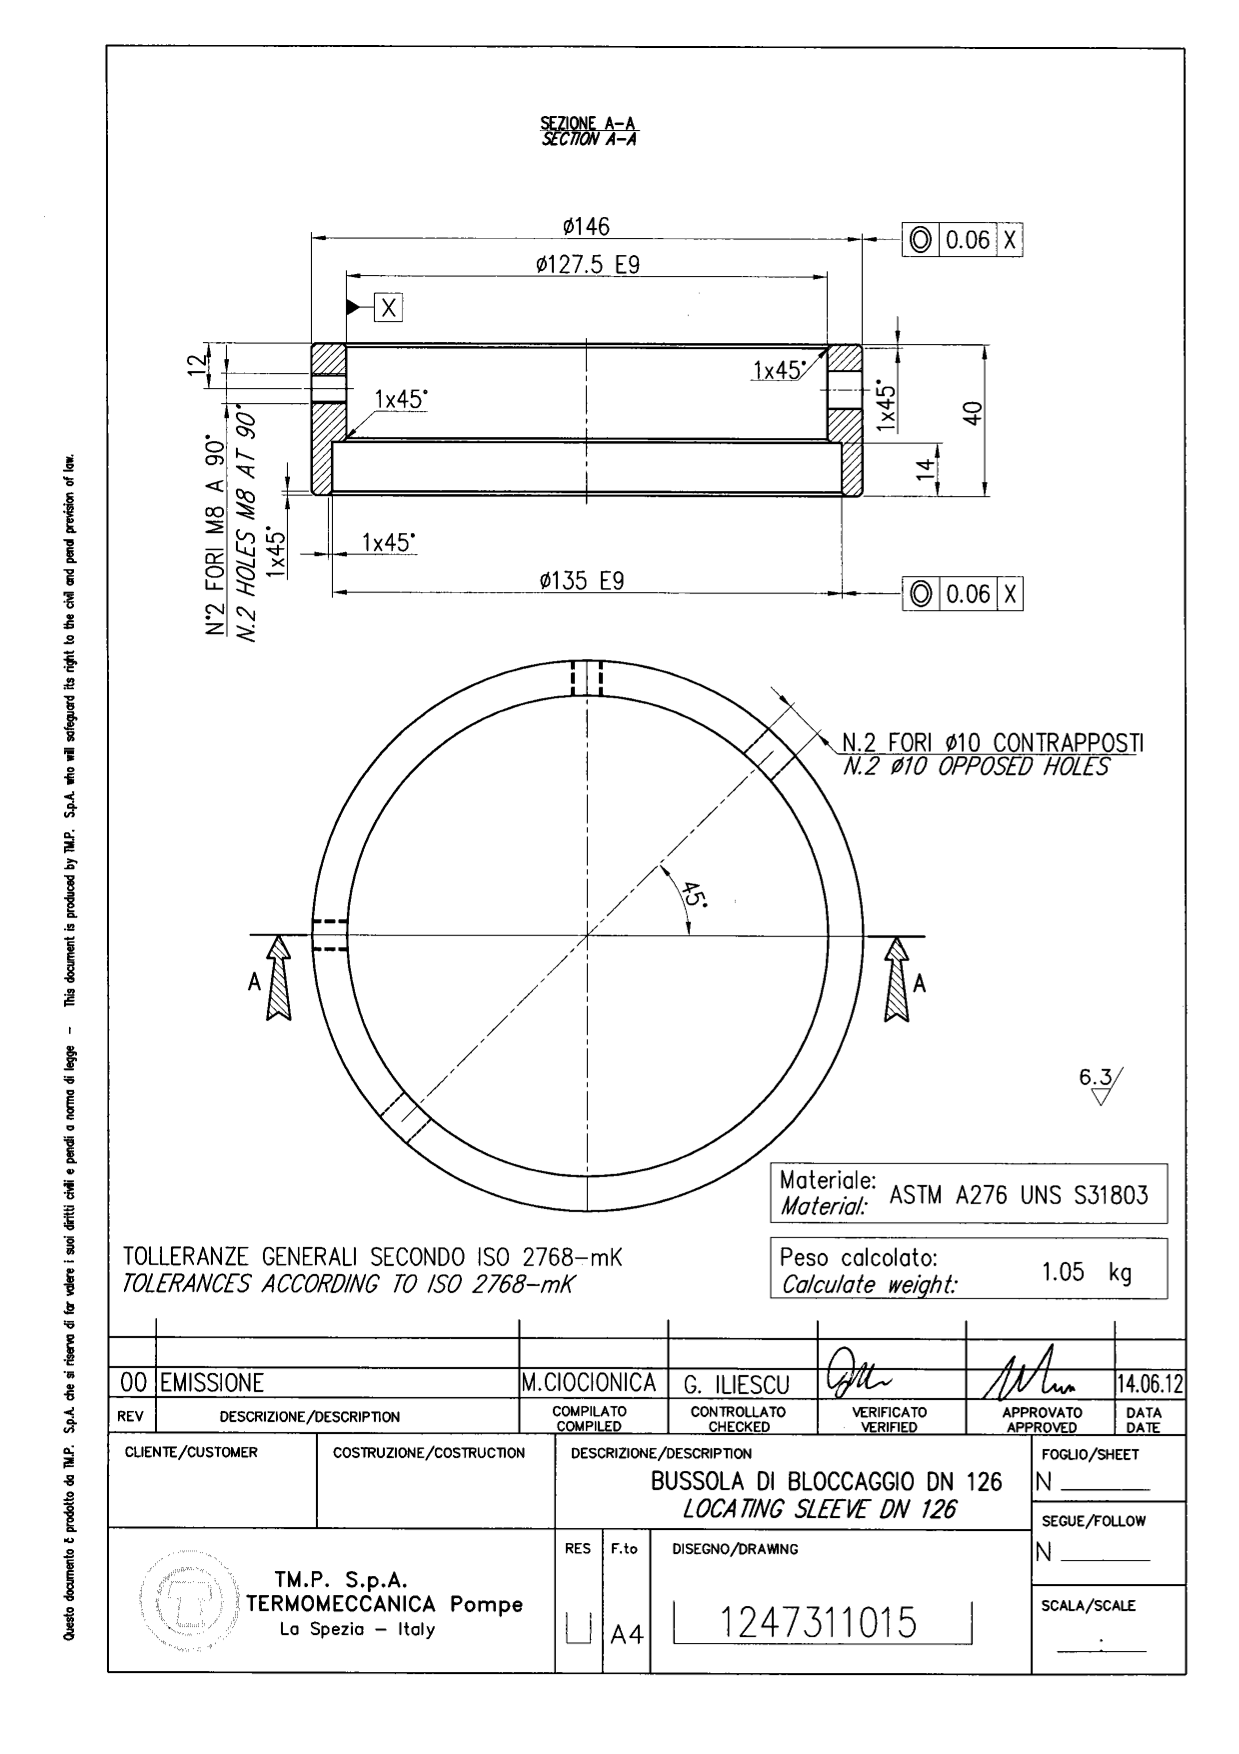 SEZIONE A-A
SECTION A-A
ø146
◎ 0.06 X
ø127.5 E9
X
12
1x45°
1x45°
1x45°
40
14
N°2 FORI M8 A 90°
N.2 HOLES M8 AT 90°
1x45°
1x45°
ø135 E9
◎ 0.06 X
N.2 FORI ø10 CONTRAPPOSTI
N.2 ø10 OPPOSED HOLES
45°
A
A
6.3
Materiale:
Material:
ASTM A276 UNS S31803
Peso calcolato:
Calculate weight:
1.05 kg
TOLLERANZE GENERALI SECONDO ISO 2768-mK
TOLERANCES ACCORDING TO ISO 2768-mK
00 EMISSIONE M.CIOCIONICA G. ILIESCU 14.06.12
REV DESCRIZIONE/DESCRIPTION COMPILATO CONTROLLATO VERIFICATO APPROVATO DATA
COMPILED CHECKED VERIFIED APPROVED DATE
CLIENTE/CUSTOMER
COSTRUZIONE/COSTRUCTION
DESCRIZIONE/DESCRIPTION
BUSSOLA DI BLOCCAGGIO DN 126
LOCATING SLEEVE DN 126
FOGLIO/SHEET
N
SEGUE/FOLLOW
N
SCALA/SCALE
:
T.M.P. S.p.A.
TERMOMECCANICA Pompe
La Spezia - Italy
RES
F.to
A4
DISEGNO/DRAWING
1247311015
Questo documento è prodotto da T.M.P. S.p.A. che si riserva di far valere i suoi diritti civili e penali a norma di legge - This document is produced by T.M.P. S.p.A. who will safeguard its right to the civil and penal prevision of law.